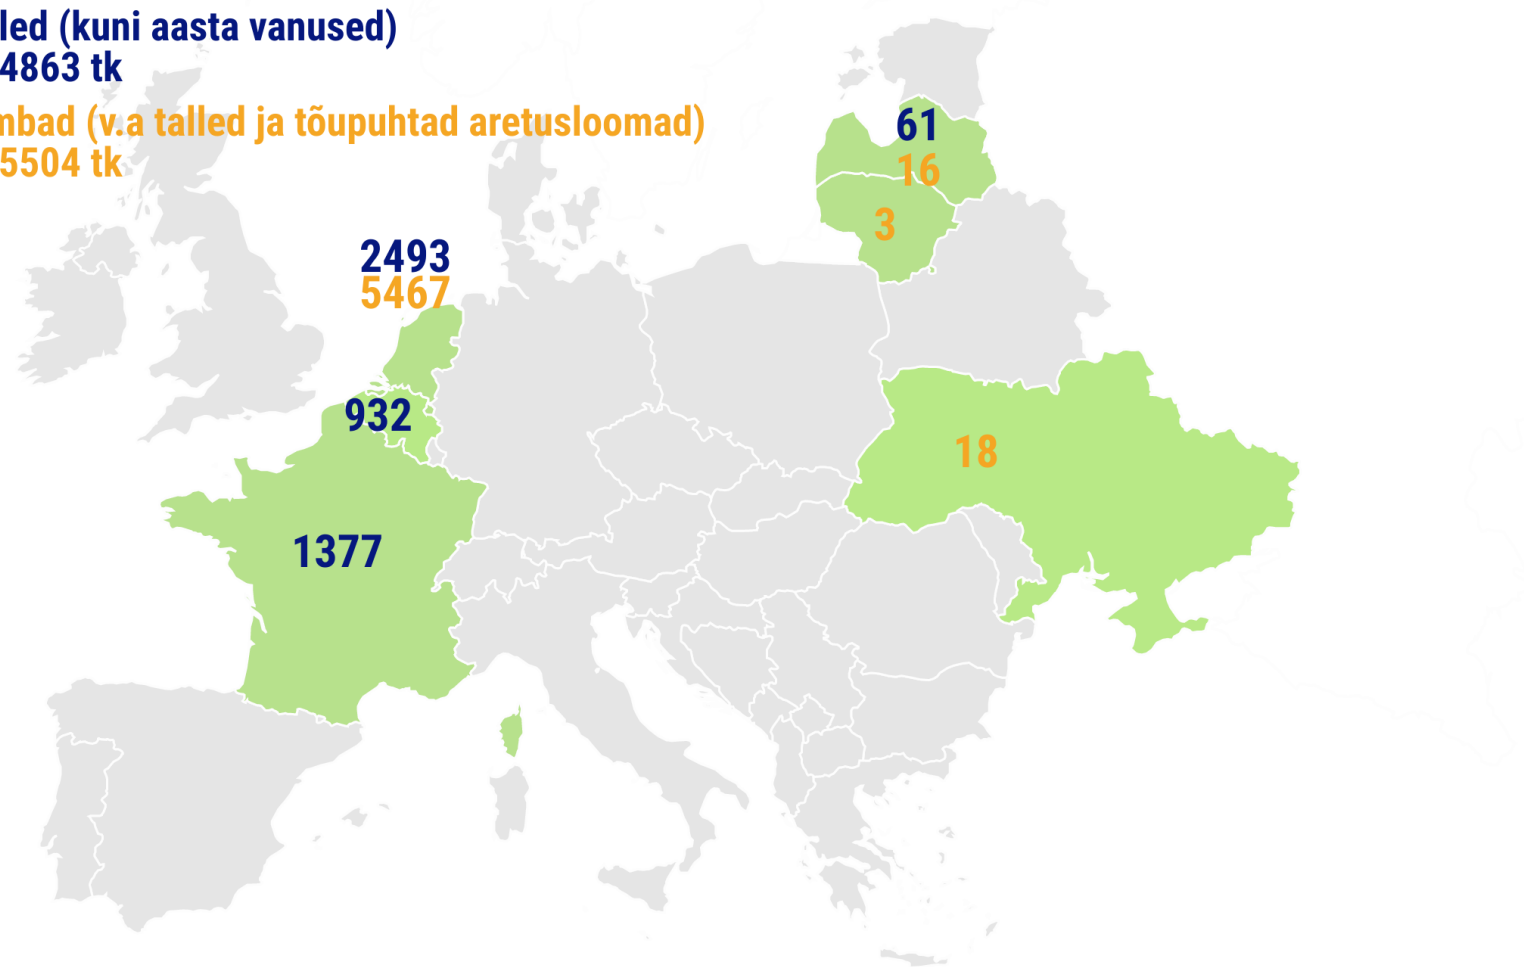 led (kuni aasta vanused)
4863 tk
mbad (v.a talled ja tõupuhtad aretusloomad)
5504 tk
61
16
3
2493
5467
932
18
1377